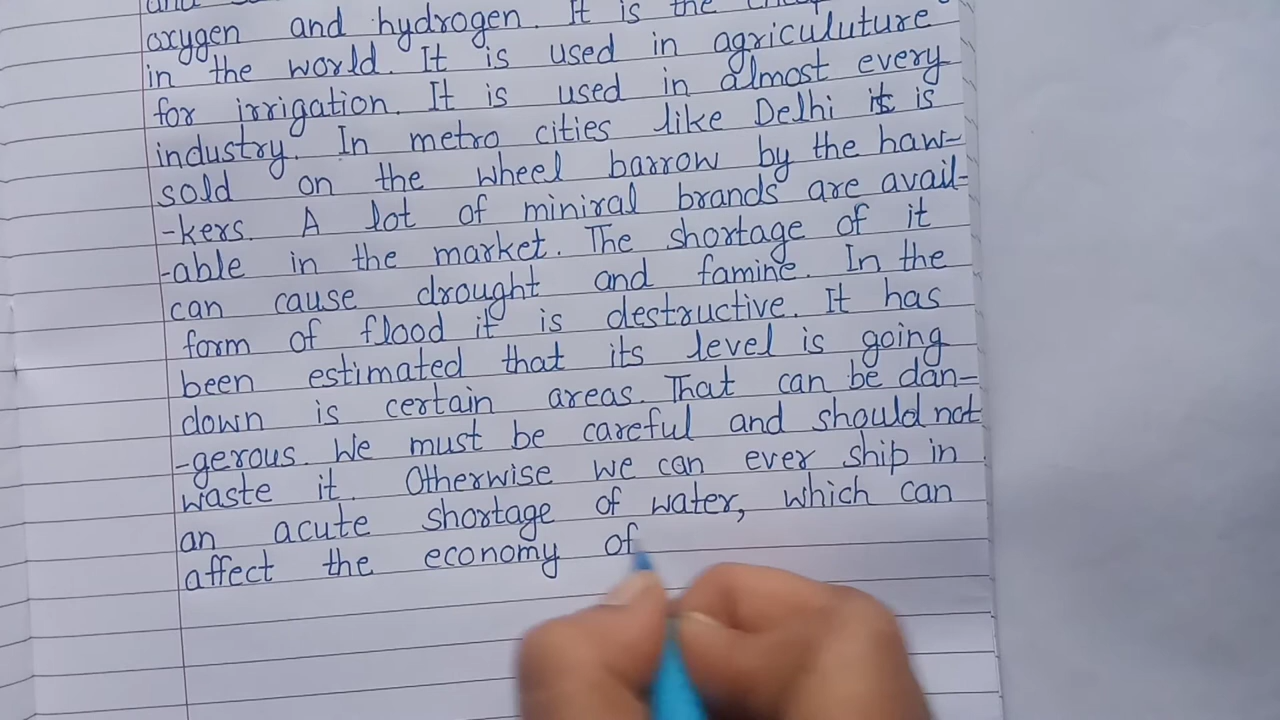 and
oxygen and hydrogen. It is the
in the world. It is used in agricululture
for irrigation. It is used in almost every
industry. In metro cities like Delhi it is
sold on the wheel barrow by the haw-
-kers. A lot of miniral brands are avail-
-able in the market. The shortage of it
can cause drought and famine. In the
form of flood it is destructive. It has
been estimated that its level is going
down is certain areas. That can be dan-
-gerous. We must be careful and should not
waste it. Otherwise we can ever ship in
an acute shortage of water, which can
affect the economy of